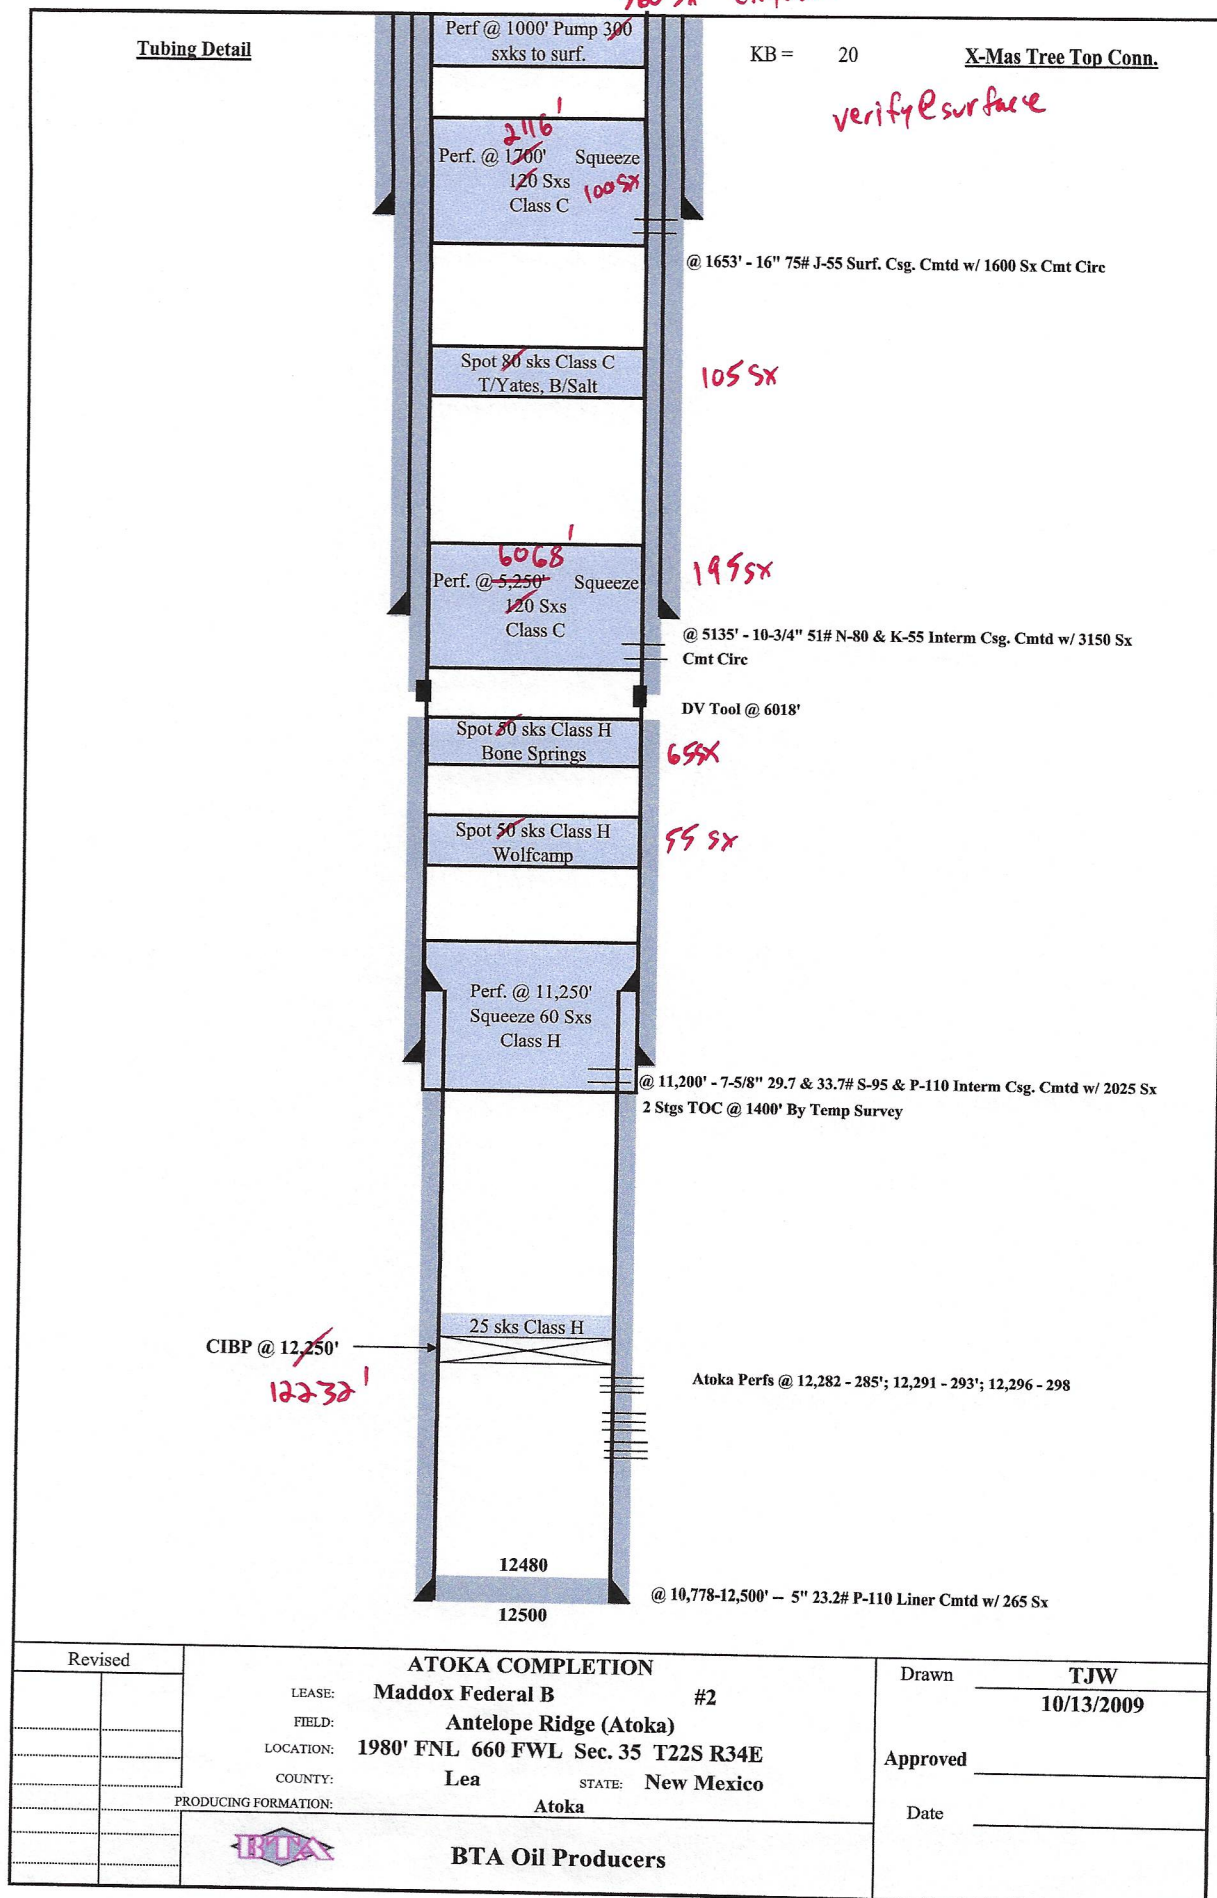 Tubing Detail
Perf @ 1000' Pump 300
sxks to surf.
KB = 20
X-Mas Tree Top Conn.
verify @ surface
2116'
Perf. @ 1700' Squeeze
120 Sxs
100 SX
Class C
@ 1653' - 16" 75# J-55 Surf. Csg. Cmtd w/ 1600 Sx Cmt Circ
Spot 80 sks Class C
T/Yates, B/Salt
105 SX
6068'
Perf. @ 5,250' Squeeze
195 SX
120 Sxs
Class C
@ 5135' - 10-3/4" 51# N-80 & K-55 Interm Csg. Cmtd w/ 3150 Sx
Cmt Circ
DV Tool @ 6018'
Spot 50 sks Class H
Bone Springs
65 SX
Spot 50 sks Class H
Wolfcamp
55 SX
Perf. @ 11,250'
Squeeze 60 Sxs
Class H
@ 11,200' - 7-5/8" 29.7 & 33.7# S-95 & P-110 Interm Csg. Cmtd w/ 2025 Sx
2 Stgs TOC @ 1400' By Temp Survey
25 sks Class H
CIBP @ 12,250'
12232'
Atoka Perfs @ 12,282 - 285'; 12,291 - 293'; 12,296 - 298
12480
@ 10,778-12,500' -- 5" 23.2# P-110 Liner Cmtd w/ 265 Sx
12500
Revised
ATOKA COMPLETION
LEASE: Maddox Federal B #2
FIELD: Antelope Ridge (Atoka)
LOCATION: 1980' FNL 660 FWL Sec. 35 T22S R34E
COUNTY: Lea STATE: New Mexico
PRODUCING FORMATION: Atoka
BTA
BTA Oil Producers
Drawn TJW
10/13/2009
Approved
Date